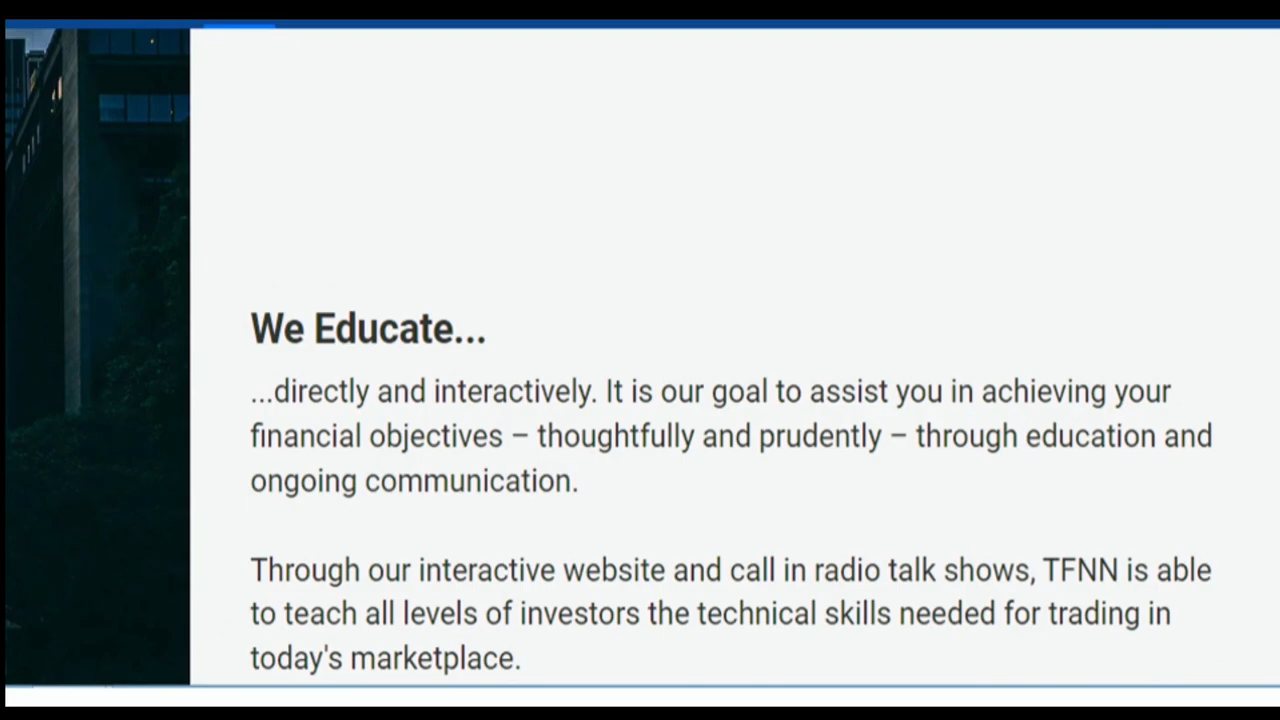 We Educate...
...directly and interactively. It is our goal to assist you in achieving your
financial objectives – thoughtfully and prudently – through education and
ongoing communication.
Through our interactive website and call in radio talk shows, TFNN is able
to teach all levels of investors the technical skills needed for trading in
today's marketplace.